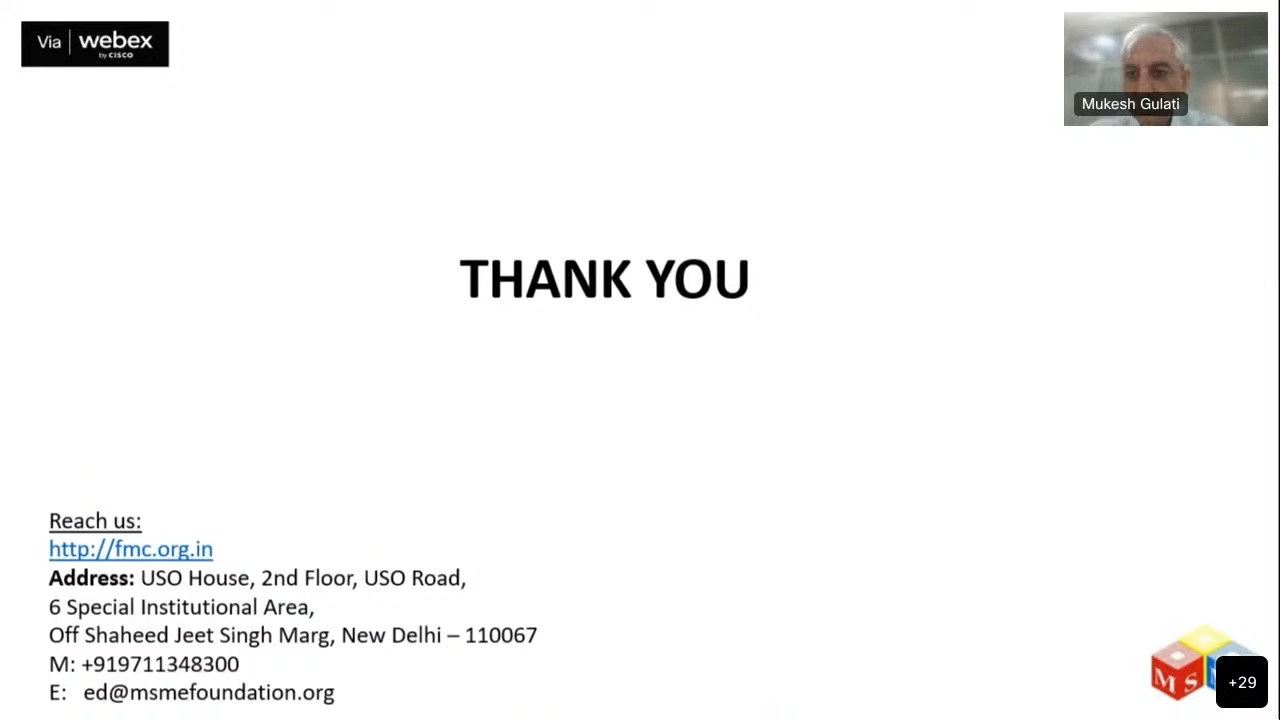 Via | webex
by CISCO
Mukesh Gulati
THANK YOU
Reach us:
http://fmc.org.in
Address: USO House, 2nd Floor, USO Road,
6 Special Institutional Area,
Off Shaheed Jeet Singh Marg, New Delhi – 110067
M: +919711348300
E: ed@msmefoundation.org
M S
+29